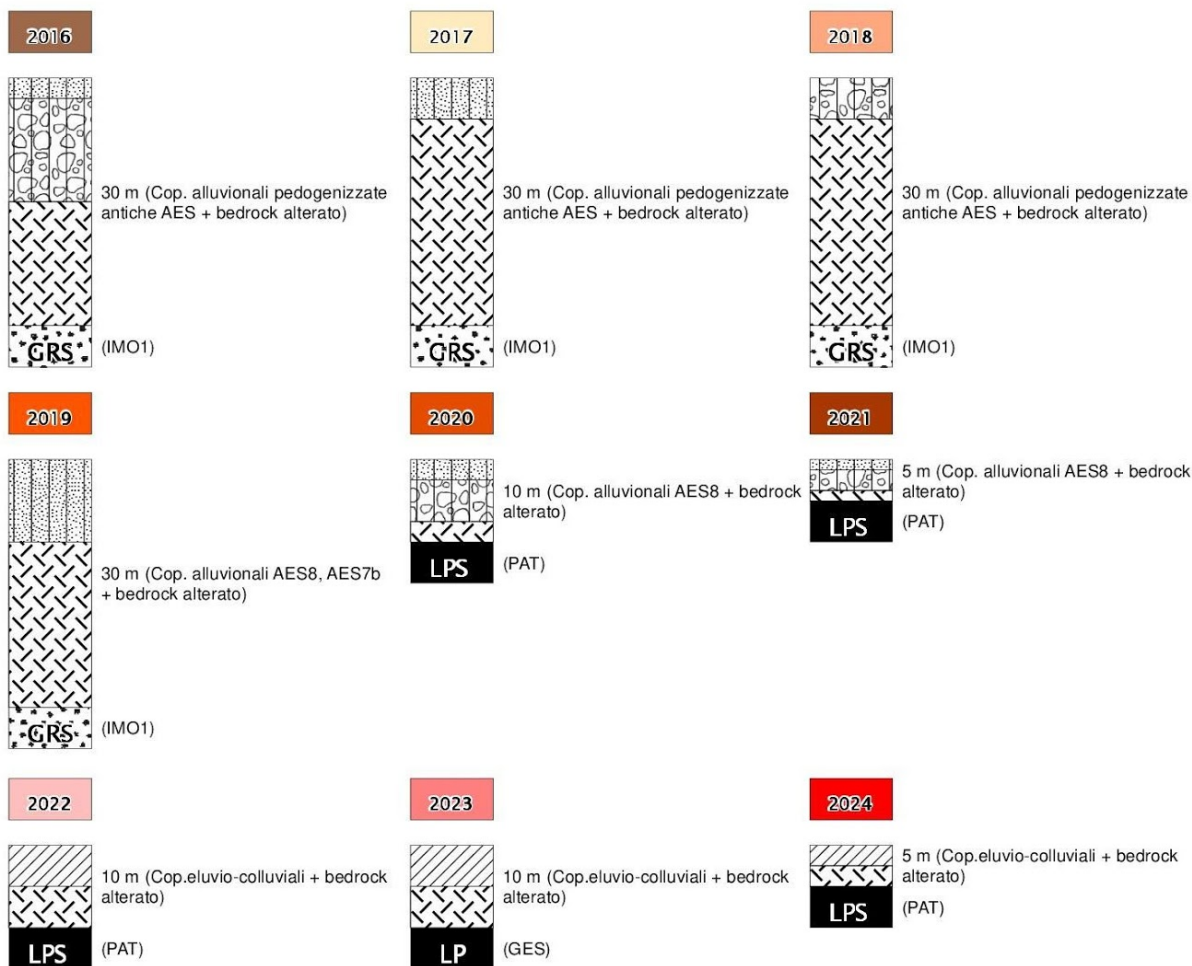 2016
2017
2018
30 m (Cop. alluvionali pedogenizzate
antiche AES + bedrock alterato)
30 m (Cop. alluvionali pedogenizzate
antiche AES + bedrock alterato)
30 m (Cop. alluvionali pedogenizzate
antiche AES + bedrock alterato)
GRS (IMO1)
GRS (IMO1)
GRS (IMO1)
2019
2020
2021
30 m (Cop. alluvionali AES8, AES7b
+ bedrock alterato)
GRS (IMO1)
10 m (Cop. alluvionali AES8 + bedrock
alterato)
LPS (PAT)
5 m (Cop. alluvionali AES8 + bedrock
alterato)
LPS (PAT)
2022
2023
2024
10 m (Cop.eluvio-colluviali + bedrock
alterato)
LPS (PAT)
10 m (Cop.eluvio-colluviali + bedrock
alterato)
LP (GES)
5 m (Cop.eluvio-colluviali + bedrock
alterato)
LPS (PAT)